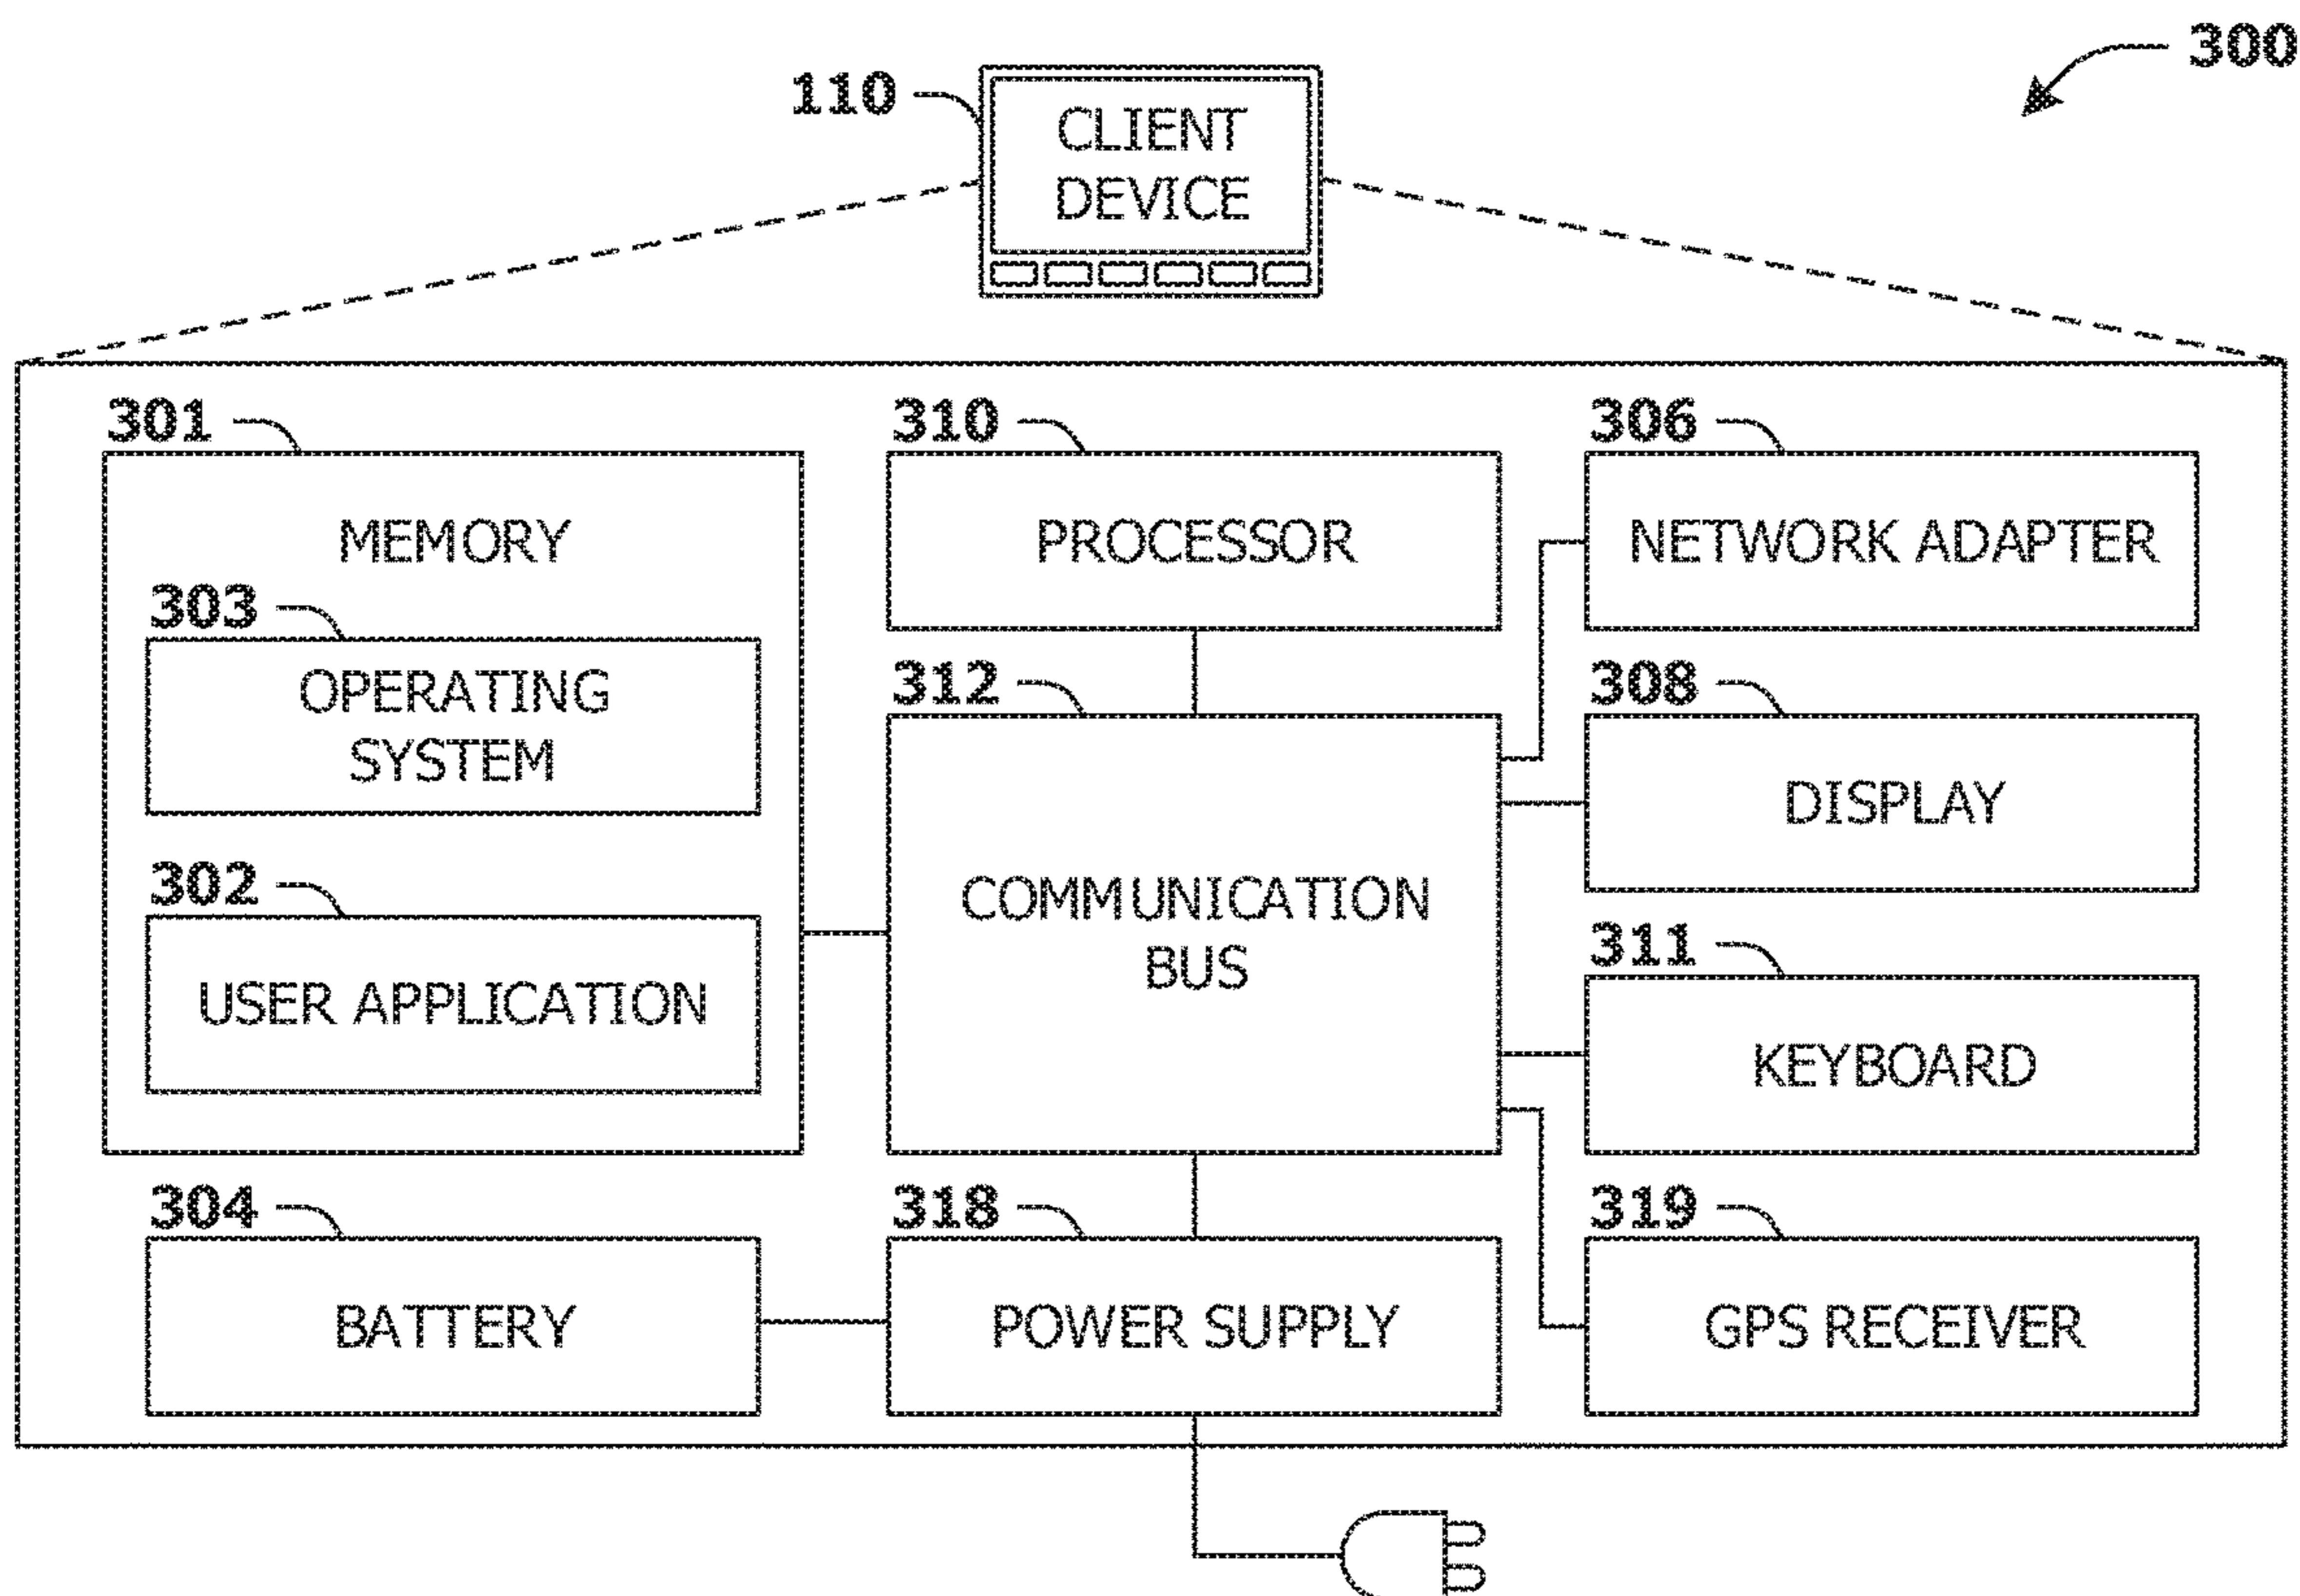 300
110
CLIENT
DEVICE
301
310
306
MEMORY
PROCESSOR
NETWORK ADAPTER
303
312
308
OPERATING
SYSTEM
DISPLAY
302
COMMUNICATION
BUS
311
USER APPLICATION
KEYBOARD
304
318
319
BATTERY
POWER SUPPLY
GPS RECEIVER